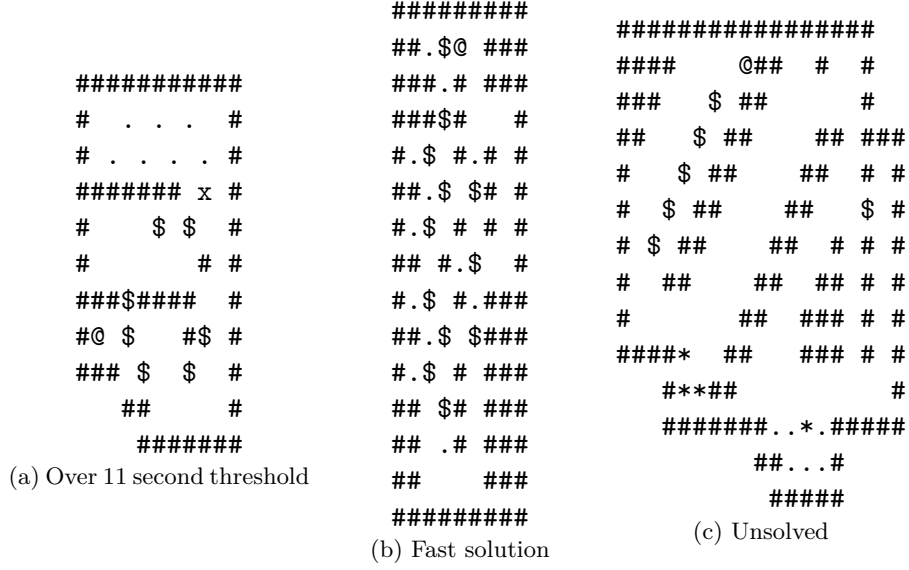 ###########
#  . . .  #
# . . . . #
####### x #
#    $ $  #
#       # #
###$####  #
#@ $   #$ #
### $  $  #
   ##     #
    #######
(a) Over 11 second threshold
#########
##.$@ ###
###.# ###
###$#   #
#.$ #.# #
##.$ $# #
#.$ # # #
## #.$  #
#.$ #.###
##.$ $###
#.$ # ###
## $# ###
## .# ###
##    ###
#########
(b) Fast solution
#################
####    @##  #  #
###   $ ##      #
##   $ ##    ## ###
#   $ ##    ##  # #
#  $ ##    ##   $ #
# $ ##    ##  # # #
#  ##    ##  ## # #
#       ##  ### # #
####*  ##   ### # #
   #**##          #
   #######..*.#####
         ##...#
          #####
(c) Unsolved